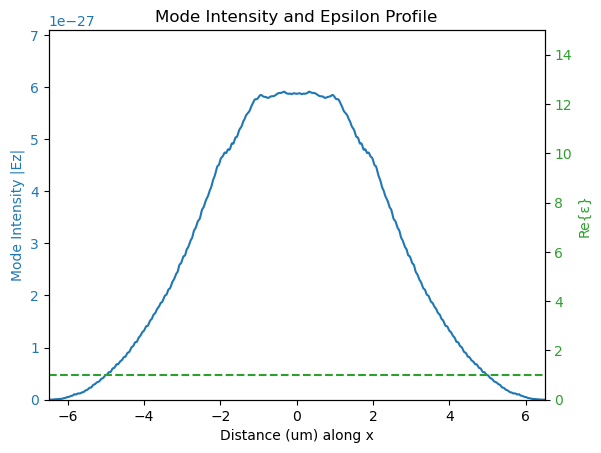 Mode Intensity and Epsilon Profile
1e−27
7
6
5
4
3
2
1
0
Mode Intensity |Ez|
14
12
10
8
6
4
2
0
Re{ε}
−6 −4 −2 0 2 4 6
Distance (um) along x